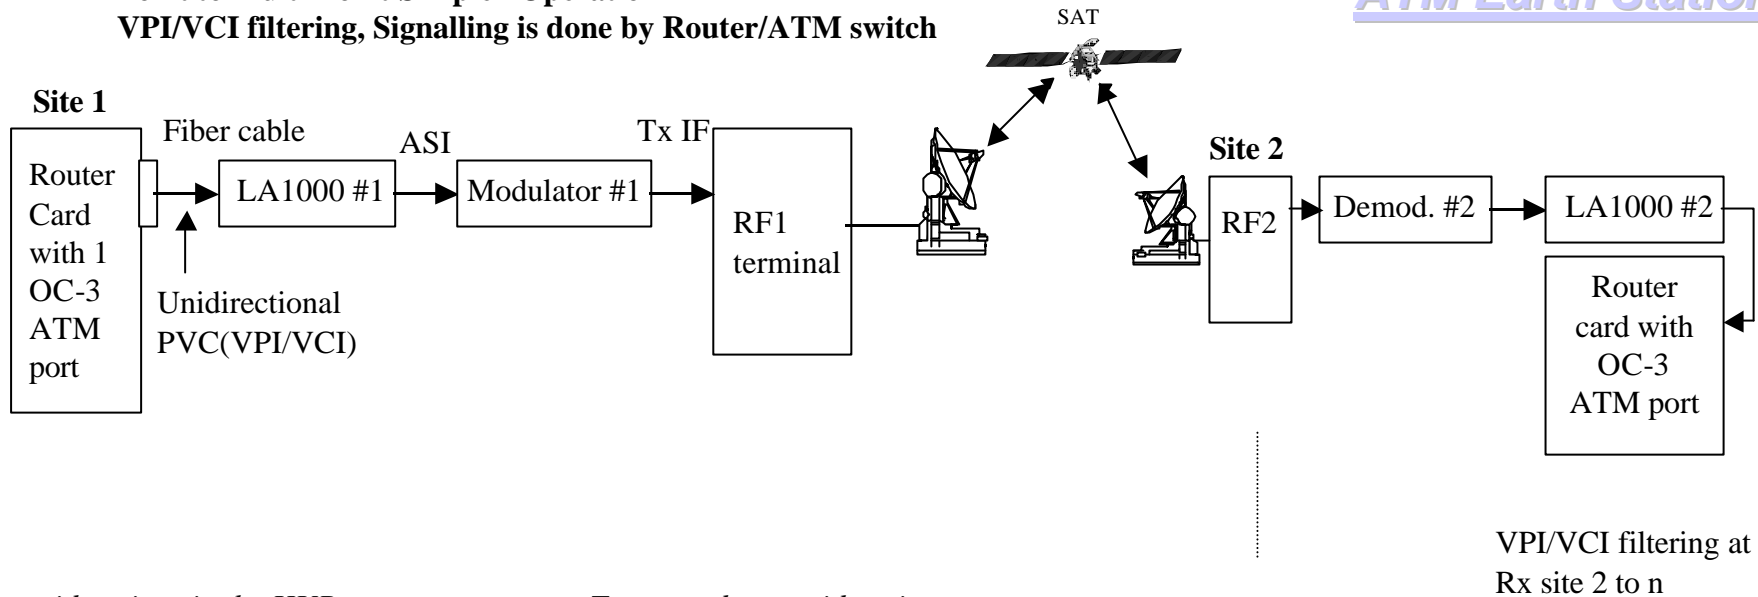 VPI/VCI filtering, Signalling is done by Router/ATM switch
ATM Earth Station
SAT
Site 1
Fiber cable
ASI
Tx IF
Router
Card
with 1
OC-3
ATM
port
LA1000 #1
Modulator #1
RF1
terminal
Unidirectional
PVC(VPI/VCI)
Site 2
RF2
Demod. #2
LA1000 #2
Router
card with
OC-3
ATM port
VPI/VCI filtering at
Rx site 2 to n